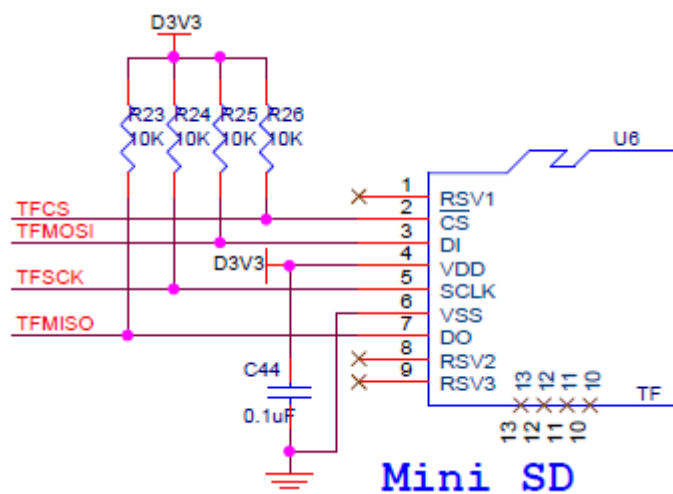 D3V3
R23 R24 R25 R26
10K 10K 10K 10K
U6
1 RSV1
TFCS 2 CS
TFMOSI 3 DI
D3V3 4 VDD
TFSCK 5 SCLK
6 VSS
TFMISO 7 DO
8 RSV2
C44 9 RSV3
0.1uF
13 12 11 10 TF
13 12 11 10
Mini SD